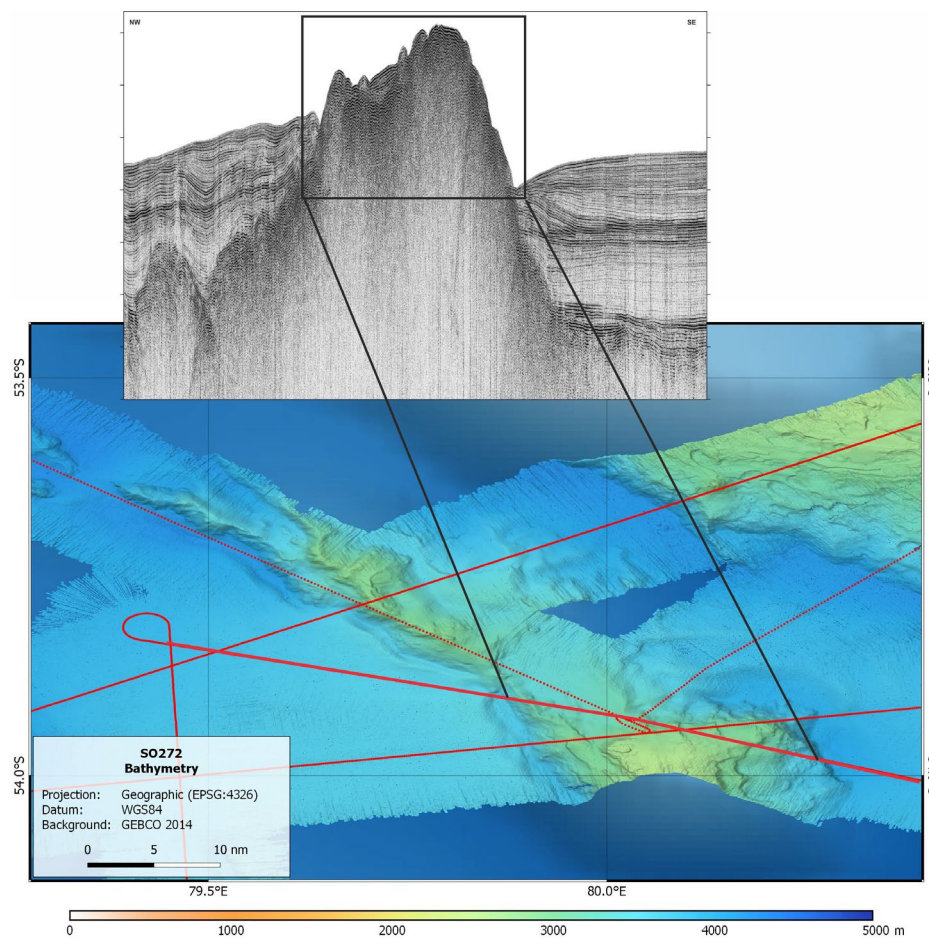 NW
SE
53.5°S
54.0°S
SO272
Bathymetry
Projection: Geographic (EPSG:4326)
Datum: WGS84
Background: GEBCO 2014
0 5 10 nm
79.5°E
80.0°E
0 1000 2000 3000 4000 5000 m